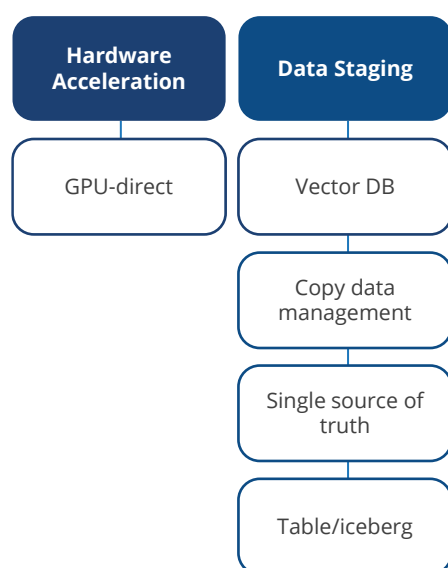 Hardware
Acceleration
GPU-direct
Data Staging
Vector DB
Copy data
management
Single source of
truth
Table/iceberg